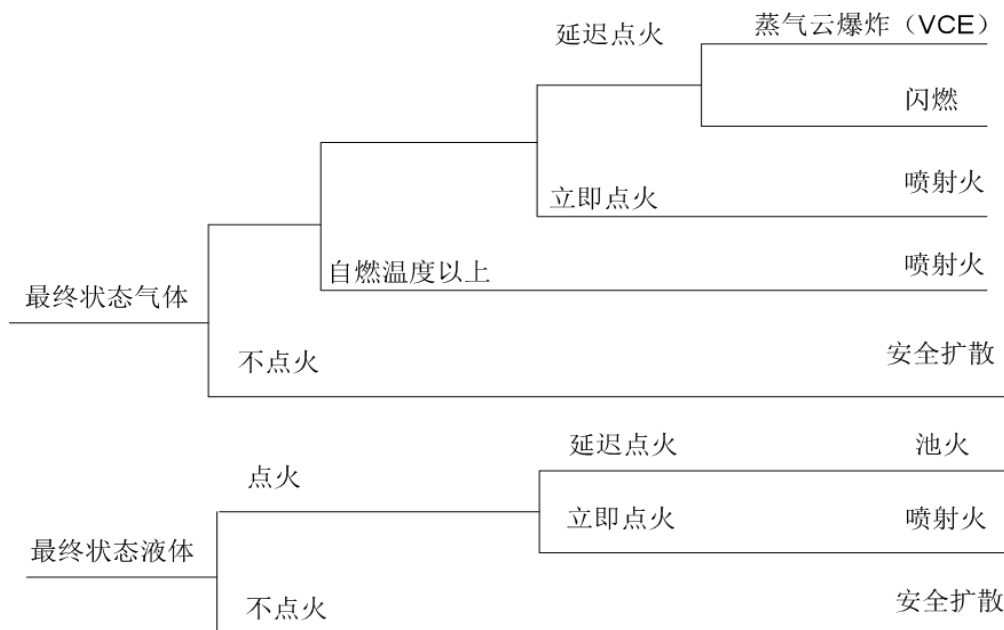 延迟点火
蒸气云爆炸（VCE）
闪燃
立即点火
喷射火
自燃温度以上
喷射火
最终状态气体
不点火
安全扩散
点火
延迟点火
池火
立即点火
喷射火
最终状态液体
不点火
安全扩散